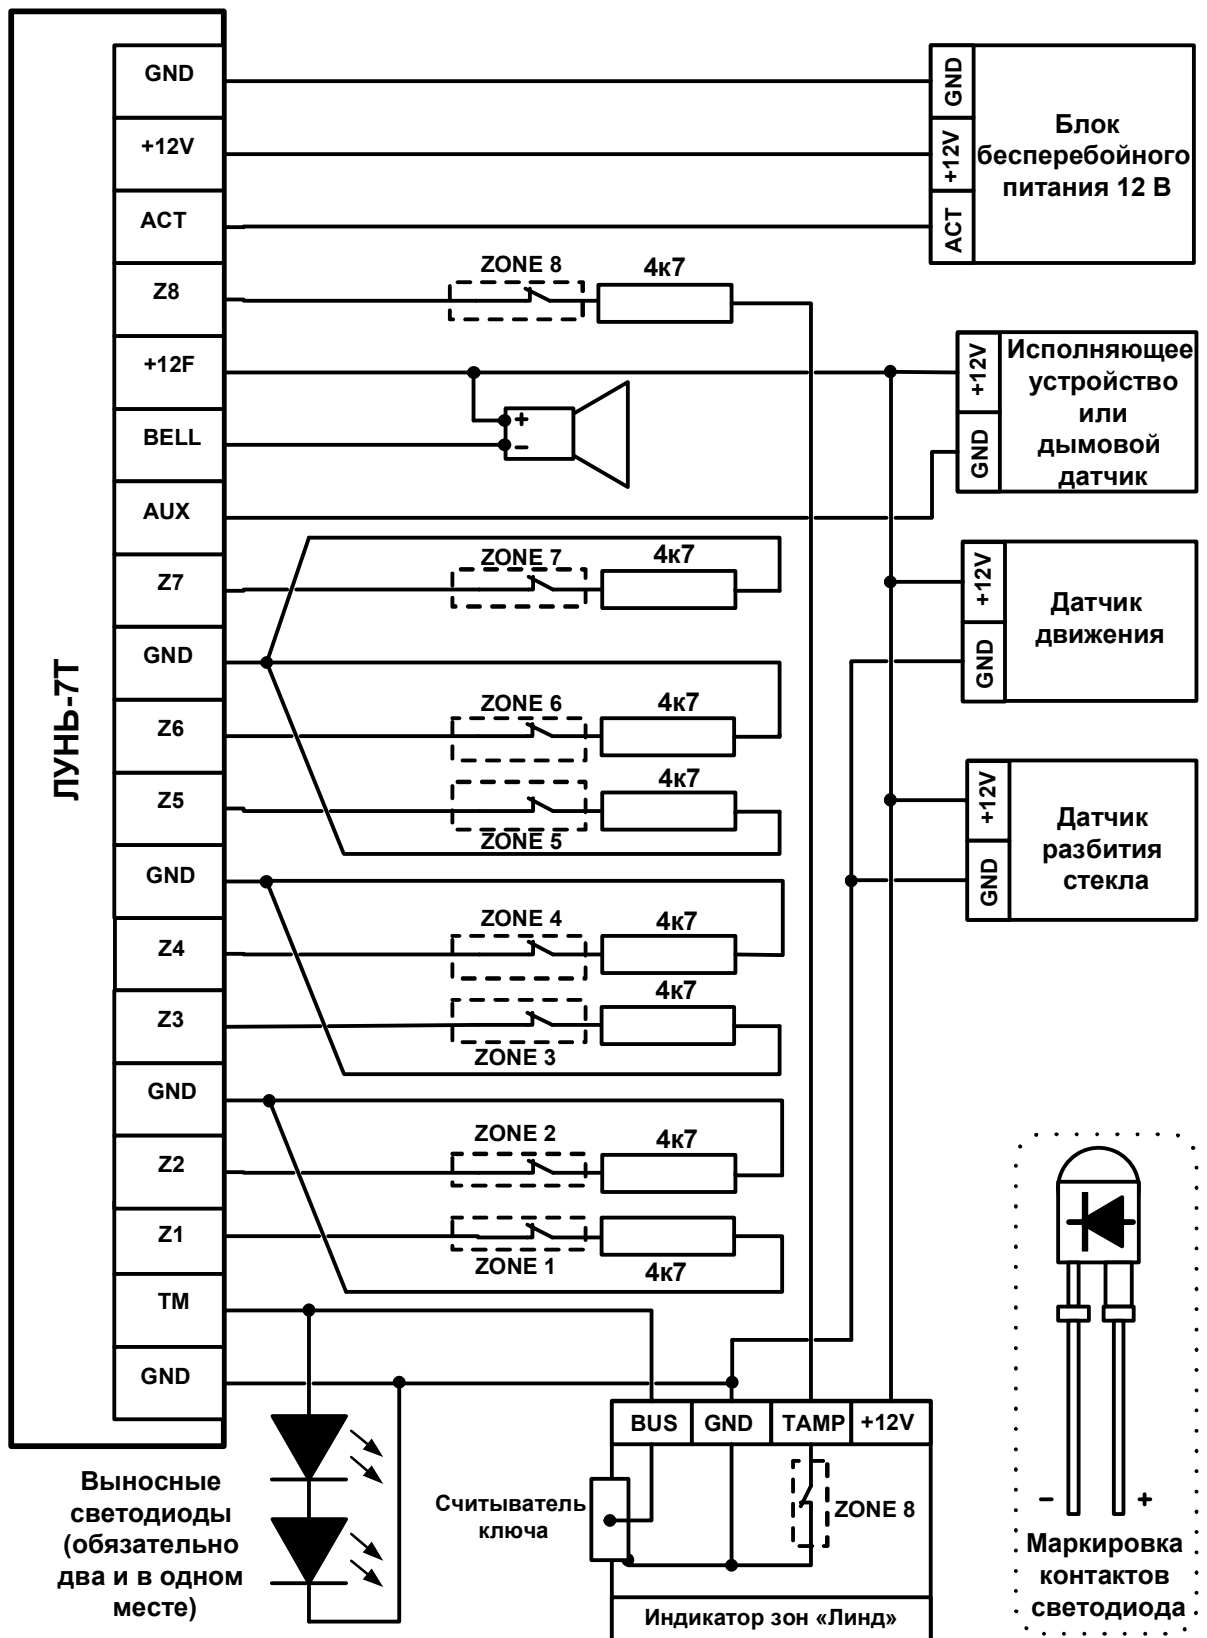 ЛУНЬ-7Т
GND
+12V
ACT
Z8
+12F
BELL
AUX
Z7
GND
Z6
Z5
GND
Z4
Z3
GND
Z2
Z1
TM
GND
GND
+12V
ACT
Блок
бесперебойного
питания 12 В
ZONE 8
4к7
+12V
GND
Исполняющее
устройство
или
дымовой
датчик
+
–
ZONE 7
4к7
+12V
GND
Датчик
движения
ZONE 6
4к7
4к7
ZONE 5
+12V
GND
Датчик
разбития
стекла
ZONE 4
4к7
4к7
ZONE 3
ZONE 2
4к7
ZONE 1
4к7
BUS
GND
TAMP
+12V
Считыватель
ключа
ZONE 8
Индикатор зон «Линд»
Выносные
светодиоды
(обязательно
два и в одном
месте)
– +
Маркировка
контактов
светодиода